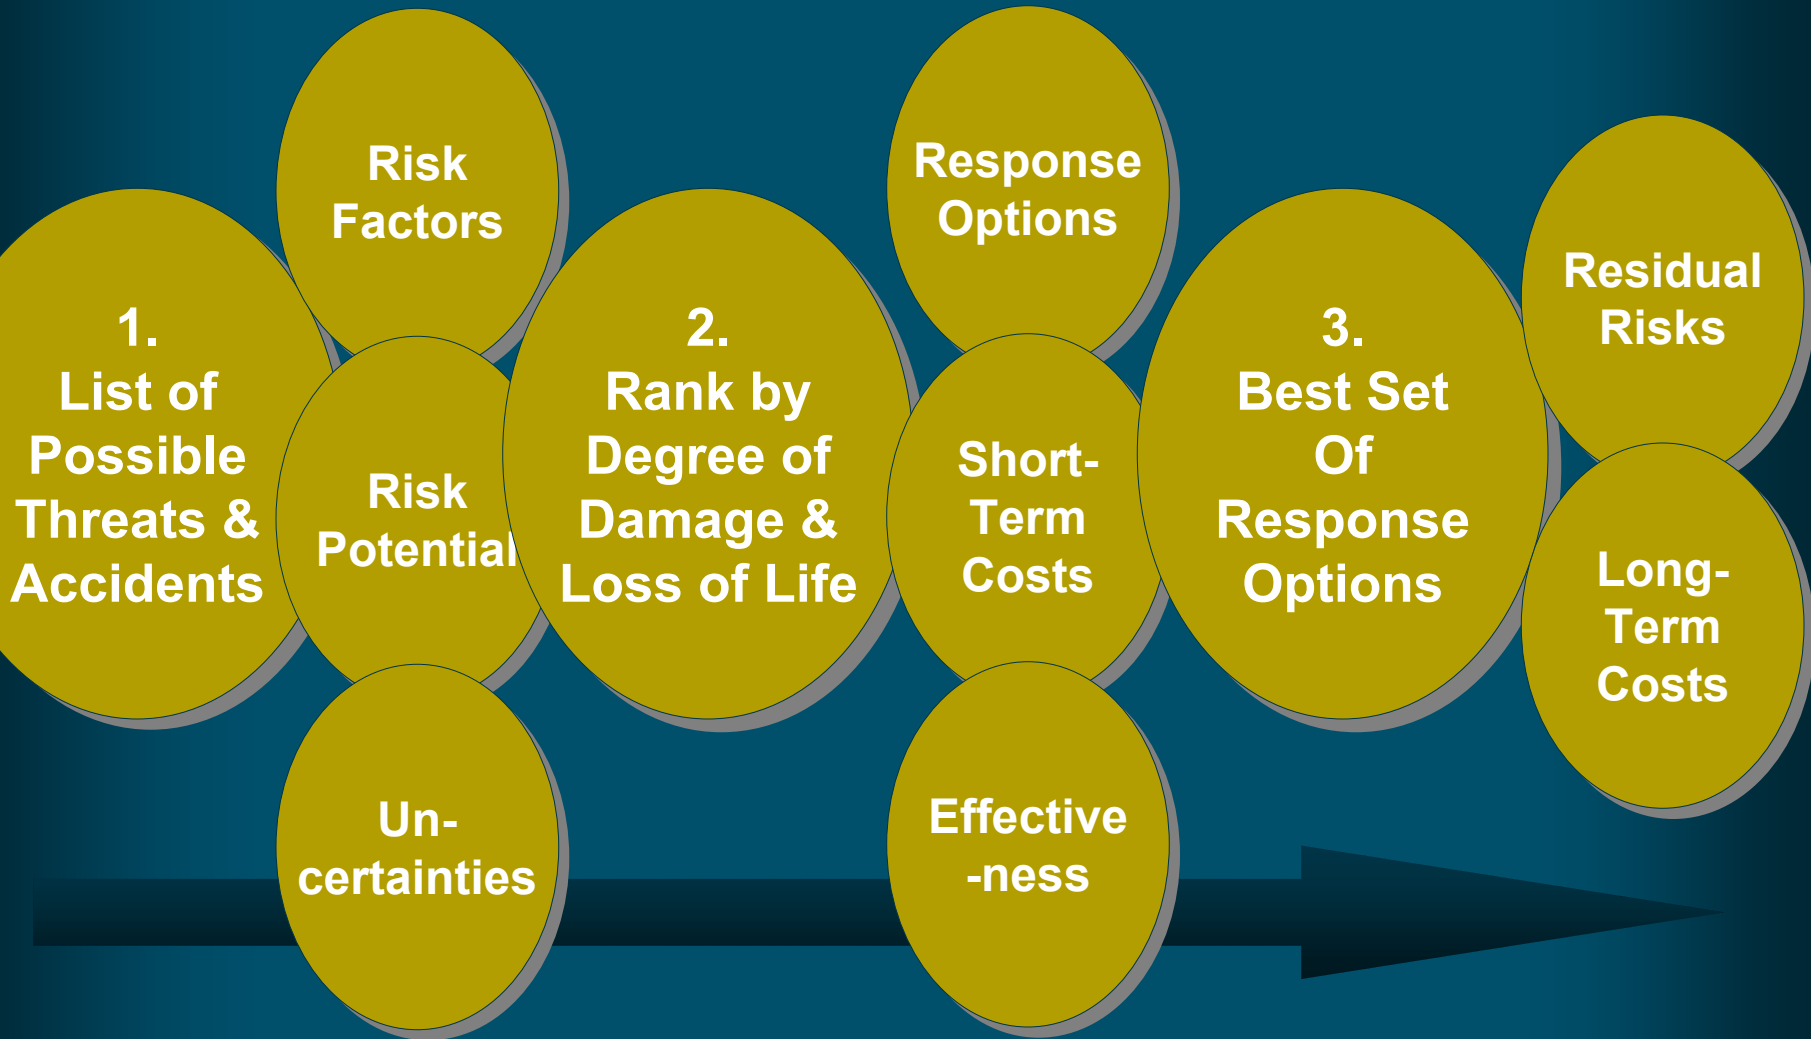 1.
List of
Possible
Threats &
Accidents
Risk
Factors
Risk
Potential
Un-
certainties
2.
Rank by
Degree of
Damage &
Loss of Life
Response
Options
Short-
Term
Costs
Effective
-ness
3.
Best Set
Of
Response
Options
Residual
Risks
Long-
Term
Costs